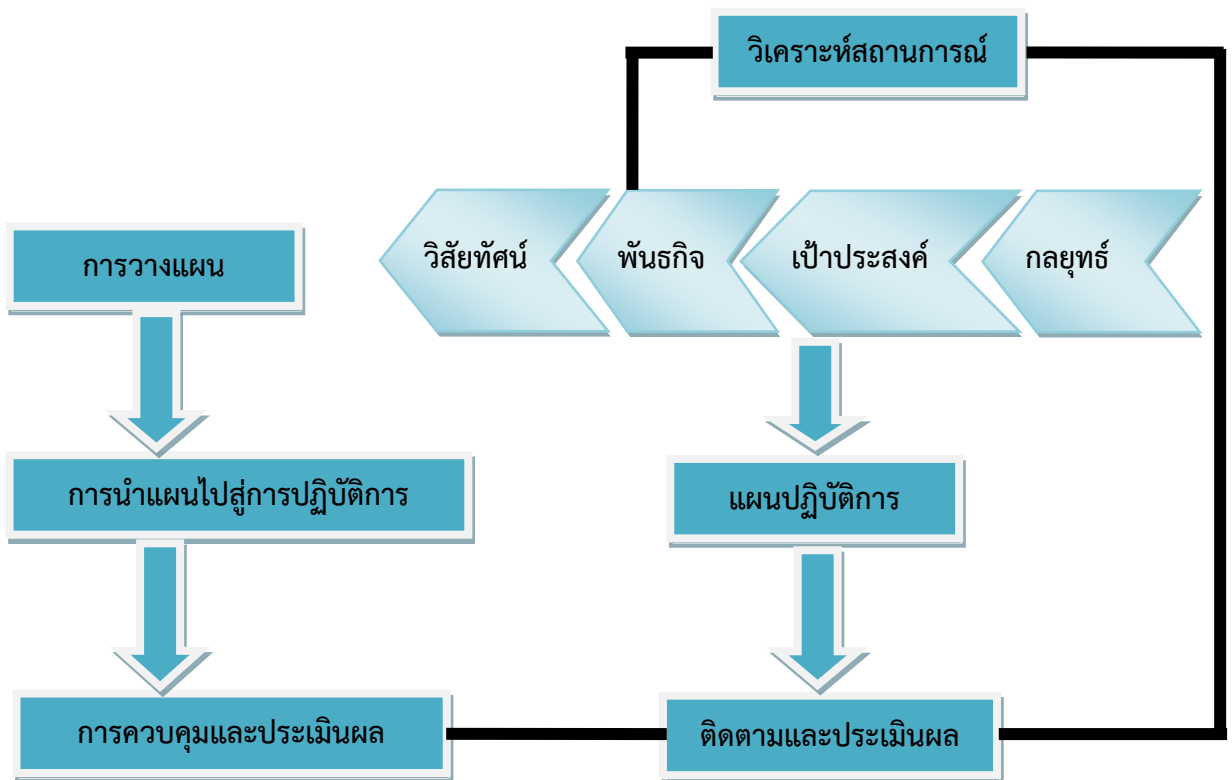 วิเคราะห์สถานการณ์
วิสัยทัศน์
พันธกิจ
เป้าประสงค์
กลยุทธ์
การวางแผน
การนำแผนไปสู่การปฏิบัติการ
แผนปฏิบัติการ
การควบคุมและประเมินผล
ติดตามและประเมินผล